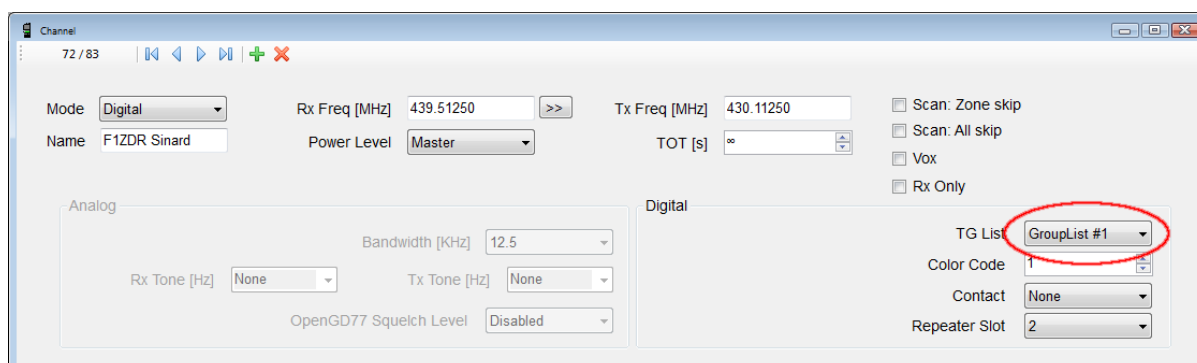 Channel
72 / 83
Mode Digital Rx Freq [MHz] 439.51250 >> Tx Freq [MHz] 430.11250 Scan: Zone skip
Name F1ZDR Sinard Power Level Master TOT [s] ∞ Scan: All skip
Vox
Rx Only
Analog
Bandwidth [KHz] 12.5
Rx Tone [Hz] None Tx Tone [Hz] None
OpenGD77 Squelch Level Disabled
Digital
TG List GroupList #1
Color Code 1
Contact None
Repeater Slot 2